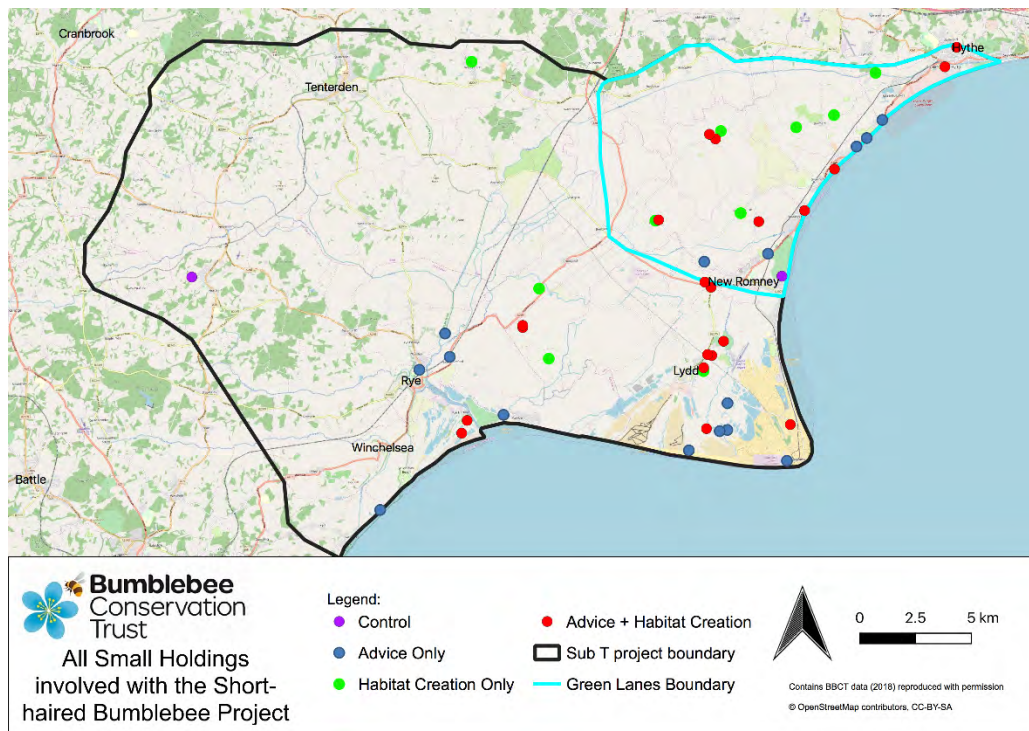 Cranbrook
Hythe
Tenterden
New Romney
Rye
Lydd
Winchelsea
Battle
Bumblebee
Conservation
Trust
All Small Holdings
involved with the Short-
haired Bumblebee Project
Legend:
Control
Advice Only
Habitat Creation Only
Advice + Habitat Creation
Sub T project boundary
Green Lanes Boundary
0 2.5 5 km
Contains BBCT data (2018) reproduced with permission
© OpenStreetMap contributors, CC-BY-SA